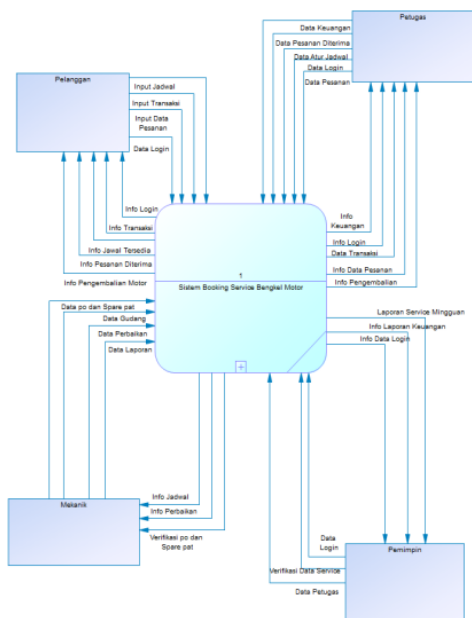 Pelanggan
Input Jadwal
Input Transaksi
Input Data
Pesanan
Data Login
Petugas
Data Keuangan
Data Pesanan Diterima
Data Atur Jadwal
Data Login
Data Pesanan
Info Login
Info Transaksi
Info Jawal Tersedia
Info Pesanan Diterima
Info Pengembalian Motor
Info
Keuangan
Info Login
Data Transaksi
Info Data Pesanan
Info Pengembalian
1
Sistem Booking Service Bengkel Motor
Data po dan Spare pat
Data Gudang
Data Perbaikan
Data Laporan
Laporan Service Mingguan
Info Laporan Keuangan
Info Data Login
Mekanik
Info Jadwal
Info Perbaikan
Verifikasi po dan
Spare pat
Data
Login
Verifikasi Data Service
Data Petugas
Pemimpin